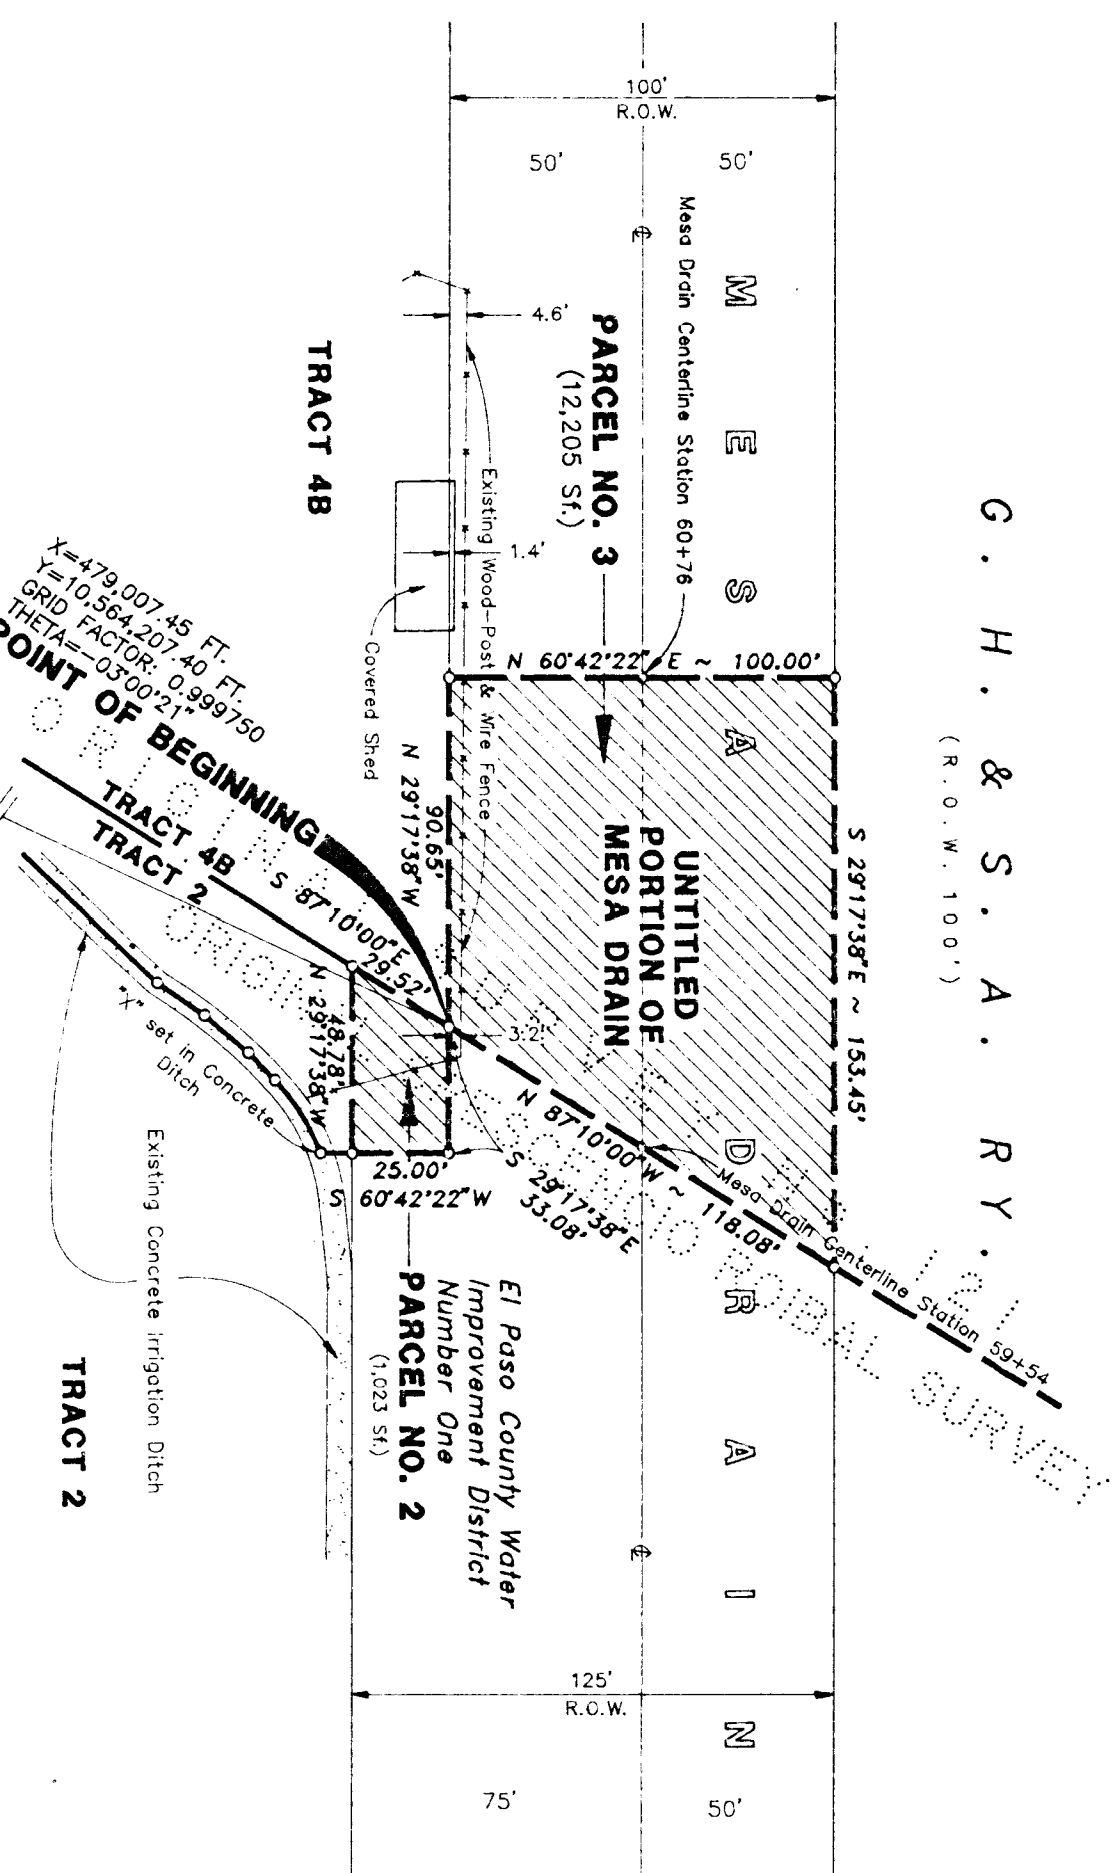 100'
R.O.W.
50'
50'
Mesa Drain Centerline Station 60+76
M E S A
G. H. & S. A. RY.
(R.O.W. 100')
4.6'
PARCEL NO. 3
(12,205 Sf.)
TRACT 4B
Existing Wood-Post & Wire Fence
1.4'
Covered Shed
N 60°42'22" E ~ 100.00'
S 29°17'38"E ~ 153.45'
UNTITLED
PORTION OF
MESA DRAIN
90.65'
N 29°17'38"W
X=479,007.45 FT.
Y=10,564,207.40 FT.
GRID FACTOR: 0.999750
THETA=-03°00'21"
POINT OF BEGINNING
TRACT 4B
TRACT 2
S 87°10'00"E
29.52'
48.78'
N 29°17'38"W
3.2'
N 87°10'00"W ~ 118.08'
Mesa Drain Centerline Station 59+54
25.00'
S 60°42'22"W
S 29°17'38"E
33.08'
"X" set in Concrete
Ditch
Existing Concrete Irrigation Ditch
TRACT 2
PARCEL NO. 2
(1,023 Sf.)
El Paso County Water
Improvement District
Number One
D R A I N
ORIGINAL
ORIGINAL ASCENCIO ROIBAL SURVEY
121
125'
R.O.W.
75'
50'